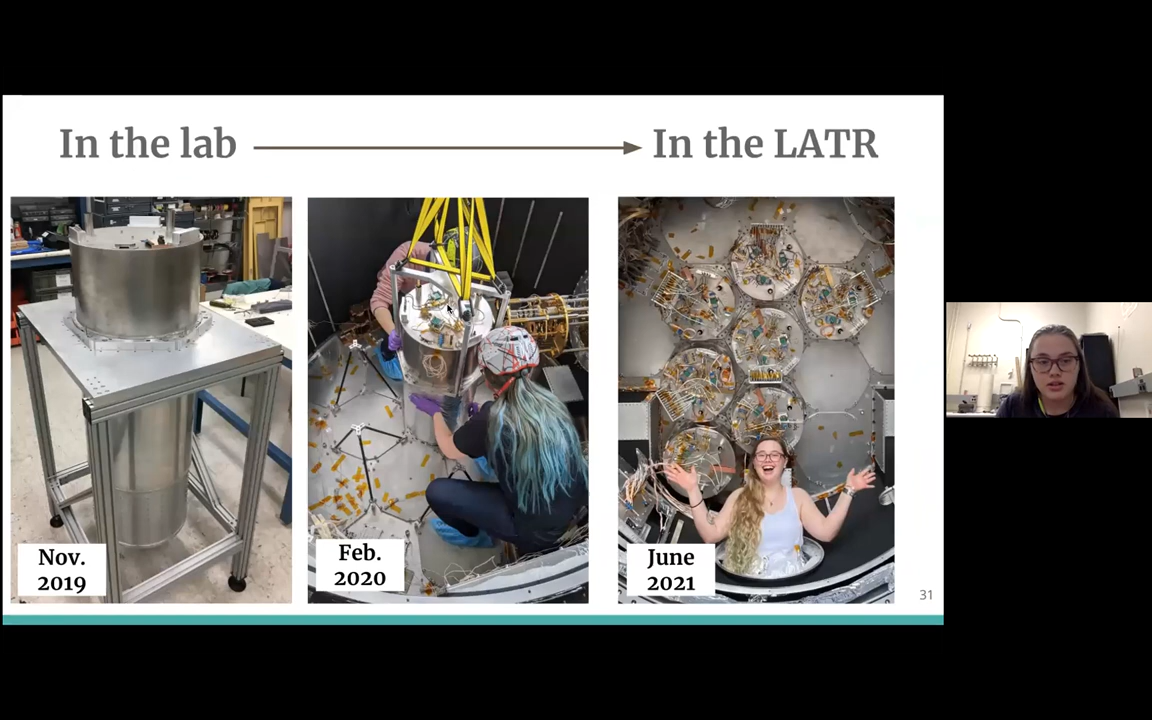 In the lab
In the LATR
Nov.
2019
Feb.
2020
June
2021
31